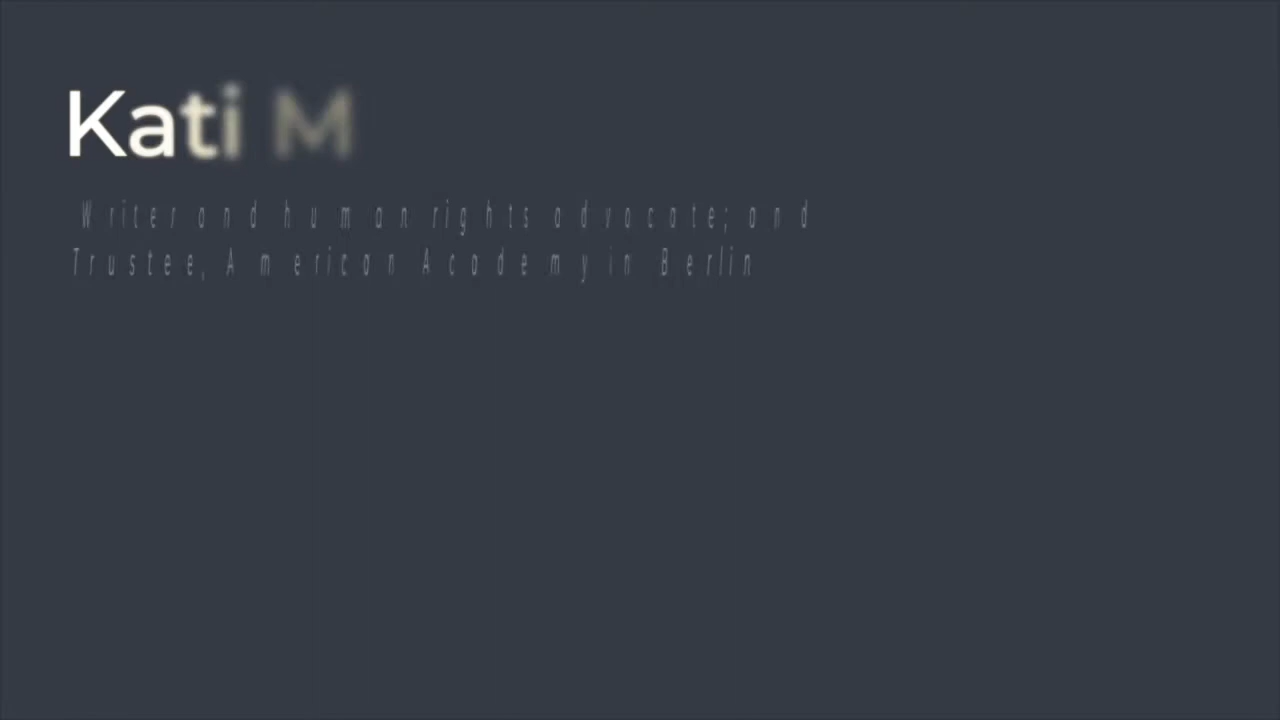 Kati M
Writer and human rights advocate; and
Trustee, American Academy in Berlin